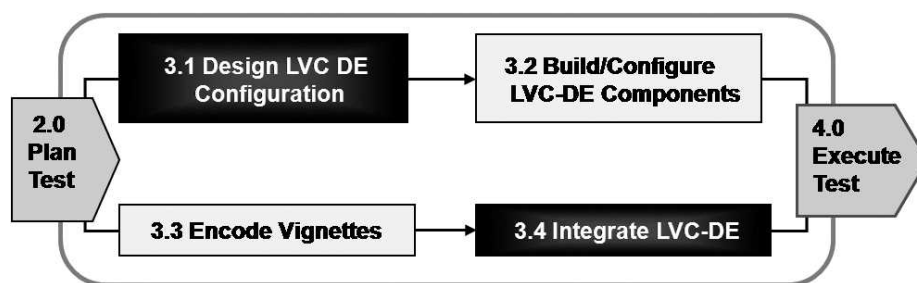 2.0
Plan
Test
3.1 Design LVC DE
Configuration
3.2 Build/Configure
LVC-DE Components
3.3 Encode Vignettes
3.4 Integrate LVC-DE
4.0
Execute
Test